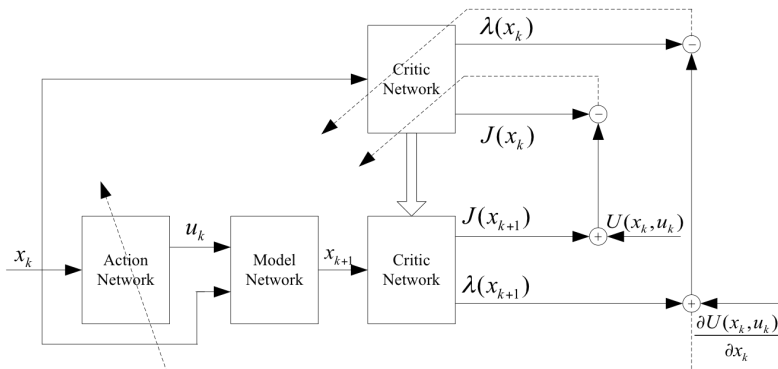 λ(x_k)
−
Critic
Network
−
J(x_k)
J(x_{k+1})
U(x_k, u_k)
+
u_k
x_k
Action
Network
Model
Network
x_{k+1}
Critic
Network
λ(x_{k+1})
+
∂U(x_k, u_k)
∂x_k